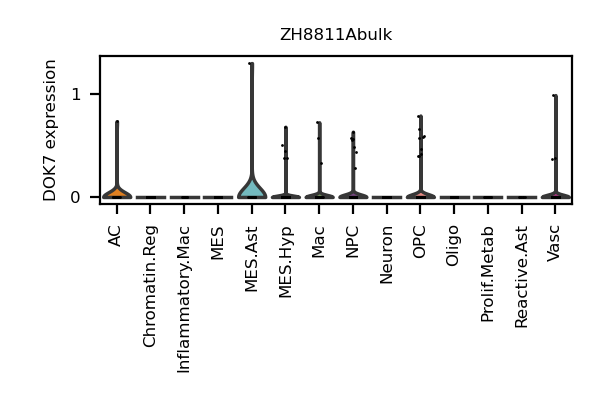 ZH8811Abulk
DOK7 expression
1
0
AC
Chromatin.Reg
Inflammatory.Mac
MES
MES.Ast
MES.Hyp
Mac
NPC
Neuron
OPC
Oligo
Prolif.Metab
Reactive.Ast
Vasc